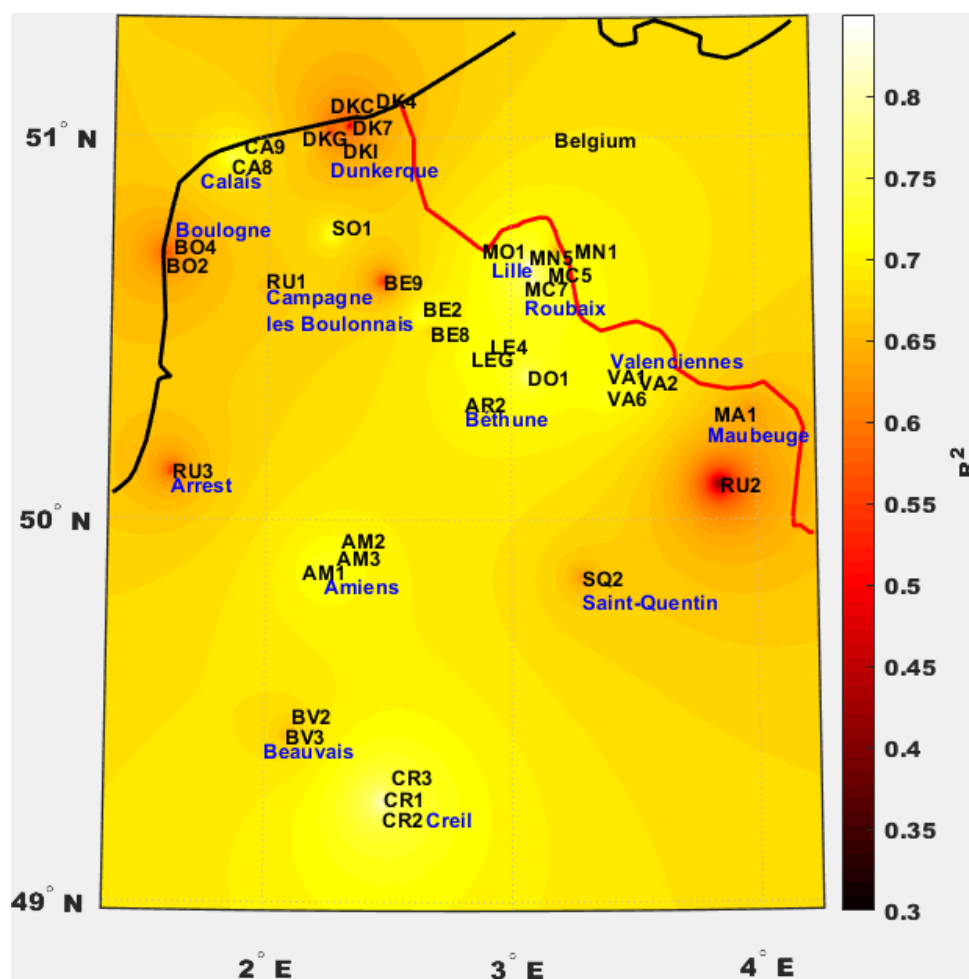 DKC DK4
DKG DK7
DKI
Dunkerque
51° N
CA9
CA8
Calais
Belgium
Boulogne
BO4
BO2
SO1
MO1 MN5 MN1
Lille MC5
MC7
Roubaix
RU1
Campagne
les Boulonnais
BE9
BE2
BE8
LE4
LEG
DO1
Valenciennes
VA1 VA2
VA6
AR2
Béthune
MA1
Maubeuge
RU3
Arrest
RU2
50° N
AM2
AM3
AM1
Amiens
SQ2
Saint-Quentin
BV2
BV3
Beauvais
CR3
CR1
CR2 Creil
49° N
2° E 3° E 4° E
0.8
0.75
0.7
0.65
0.6
0.55
0.5
0.45
0.4
0.35
0.3